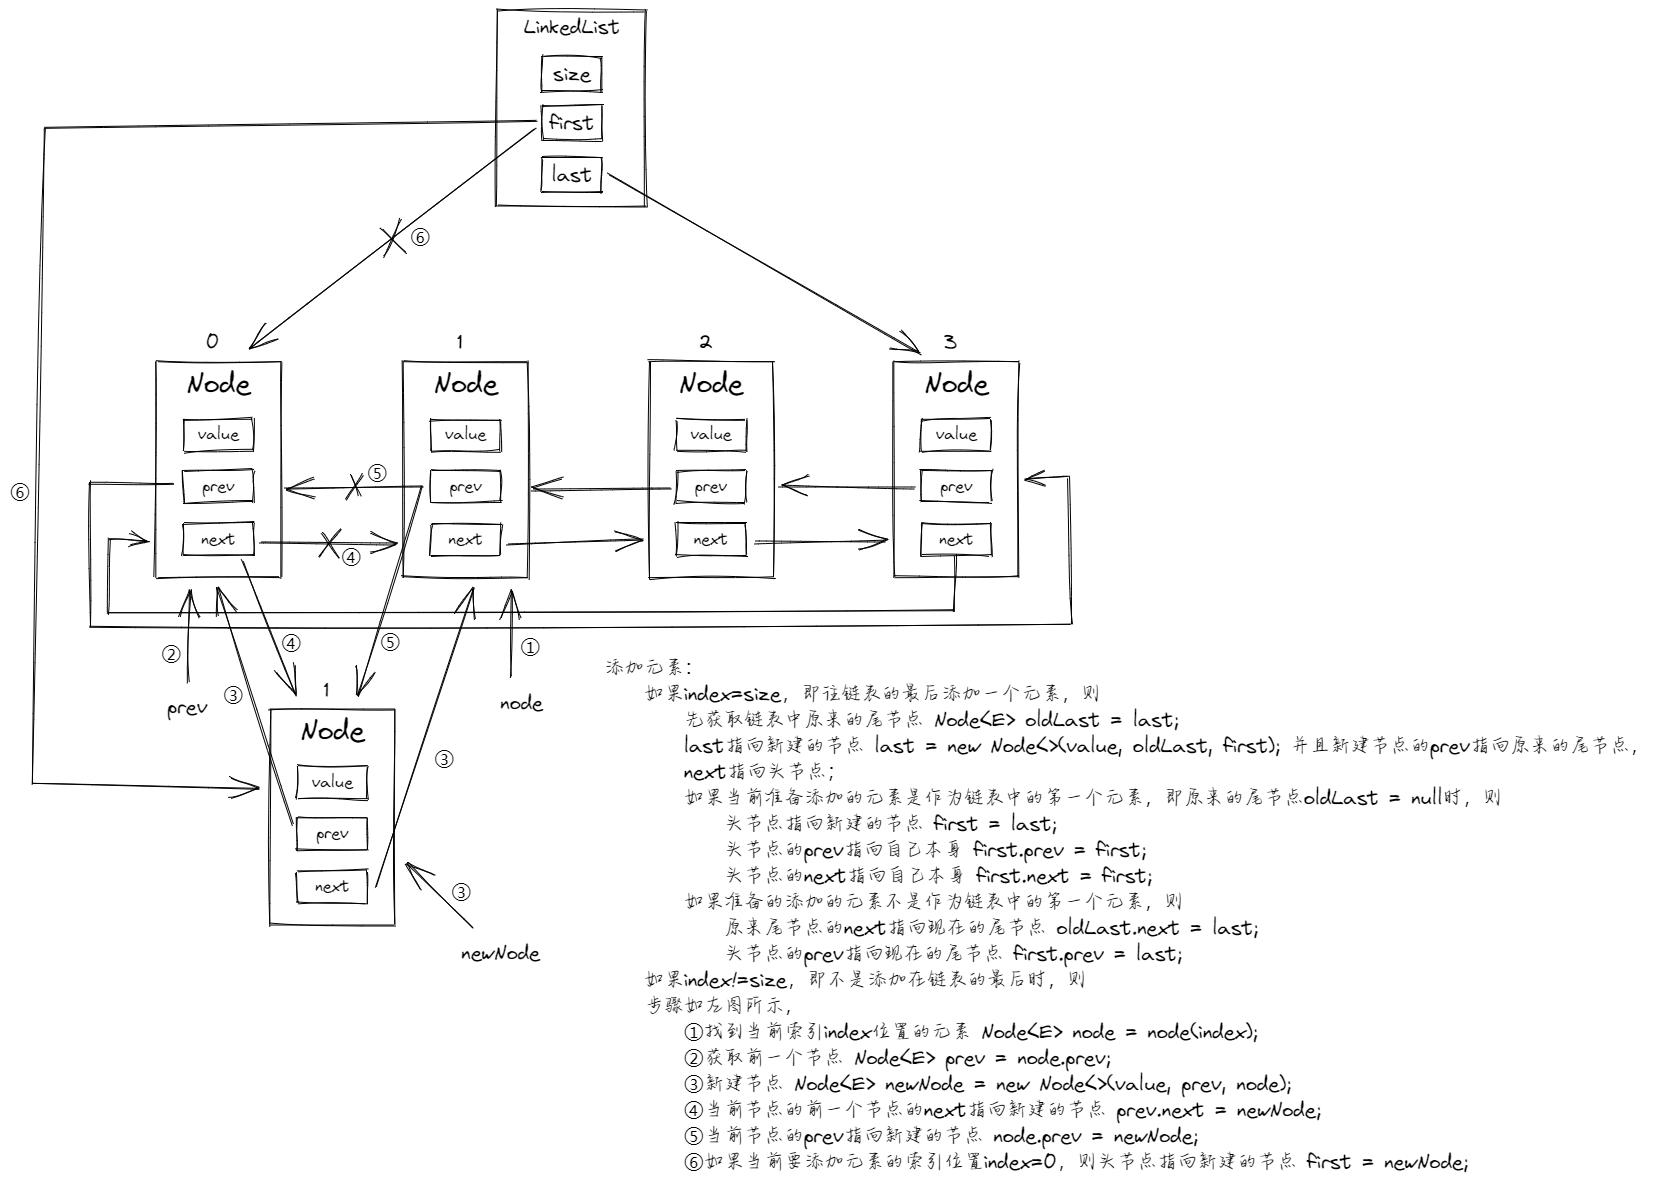 LinkedList
size
first
last
⑥
0
1
2
3
Node
Node
Node
Node
value
value
value
value
⑤
⑥
prev
prev
prev
prev
next
next
next
next
④
②
④
⑤
①
③
prev
1
node
Node
value
prev
next
③
③
newNode
添加元素：
如果index=size，即往链表的最后添加一个元素，则
先获取链表中原来的尾节点 Node<E> oldLast = last;
last指向新建的节点 last = new Node<>(value, oldLast, first); 并且新建节点的prev指向原来的尾节点，
next指向头节点；
如果当前准备添加的元素是作为链表中的第一个元素，即原来的尾节点oldLast = null时，则
头节点指向新建的节点 first = last;
头节点的prev指向自己本身 first.prev = first;
头节点的next指向自己本身 first.next = first;
如果准备的添加的元素不是作为链表中的第一个元素，则
原来尾节点的next指向现在的尾节点 oldLast.next = last;
头节点的prev指向现在的尾节点 first.prev = last;
如果index!=size，即不是添加在链表的最后时，则
步骤如左图所示，
①找到当前索引index位置的元素 Node<E> node = node(index);
②获取前一个节点 Node<E> prev = node.prev;
③新建节点 Node<E> newNode = new Node<>(value, prev, node);
④当前节点的前一个节点的next指向新建的节点 prev.next = newNode;
⑤当前节点的prev指向新建的节点 node.prev = newNode;
⑥如果当前要添加元素的索引位置index=0，则头节点指向新建的节点 first = newNode;